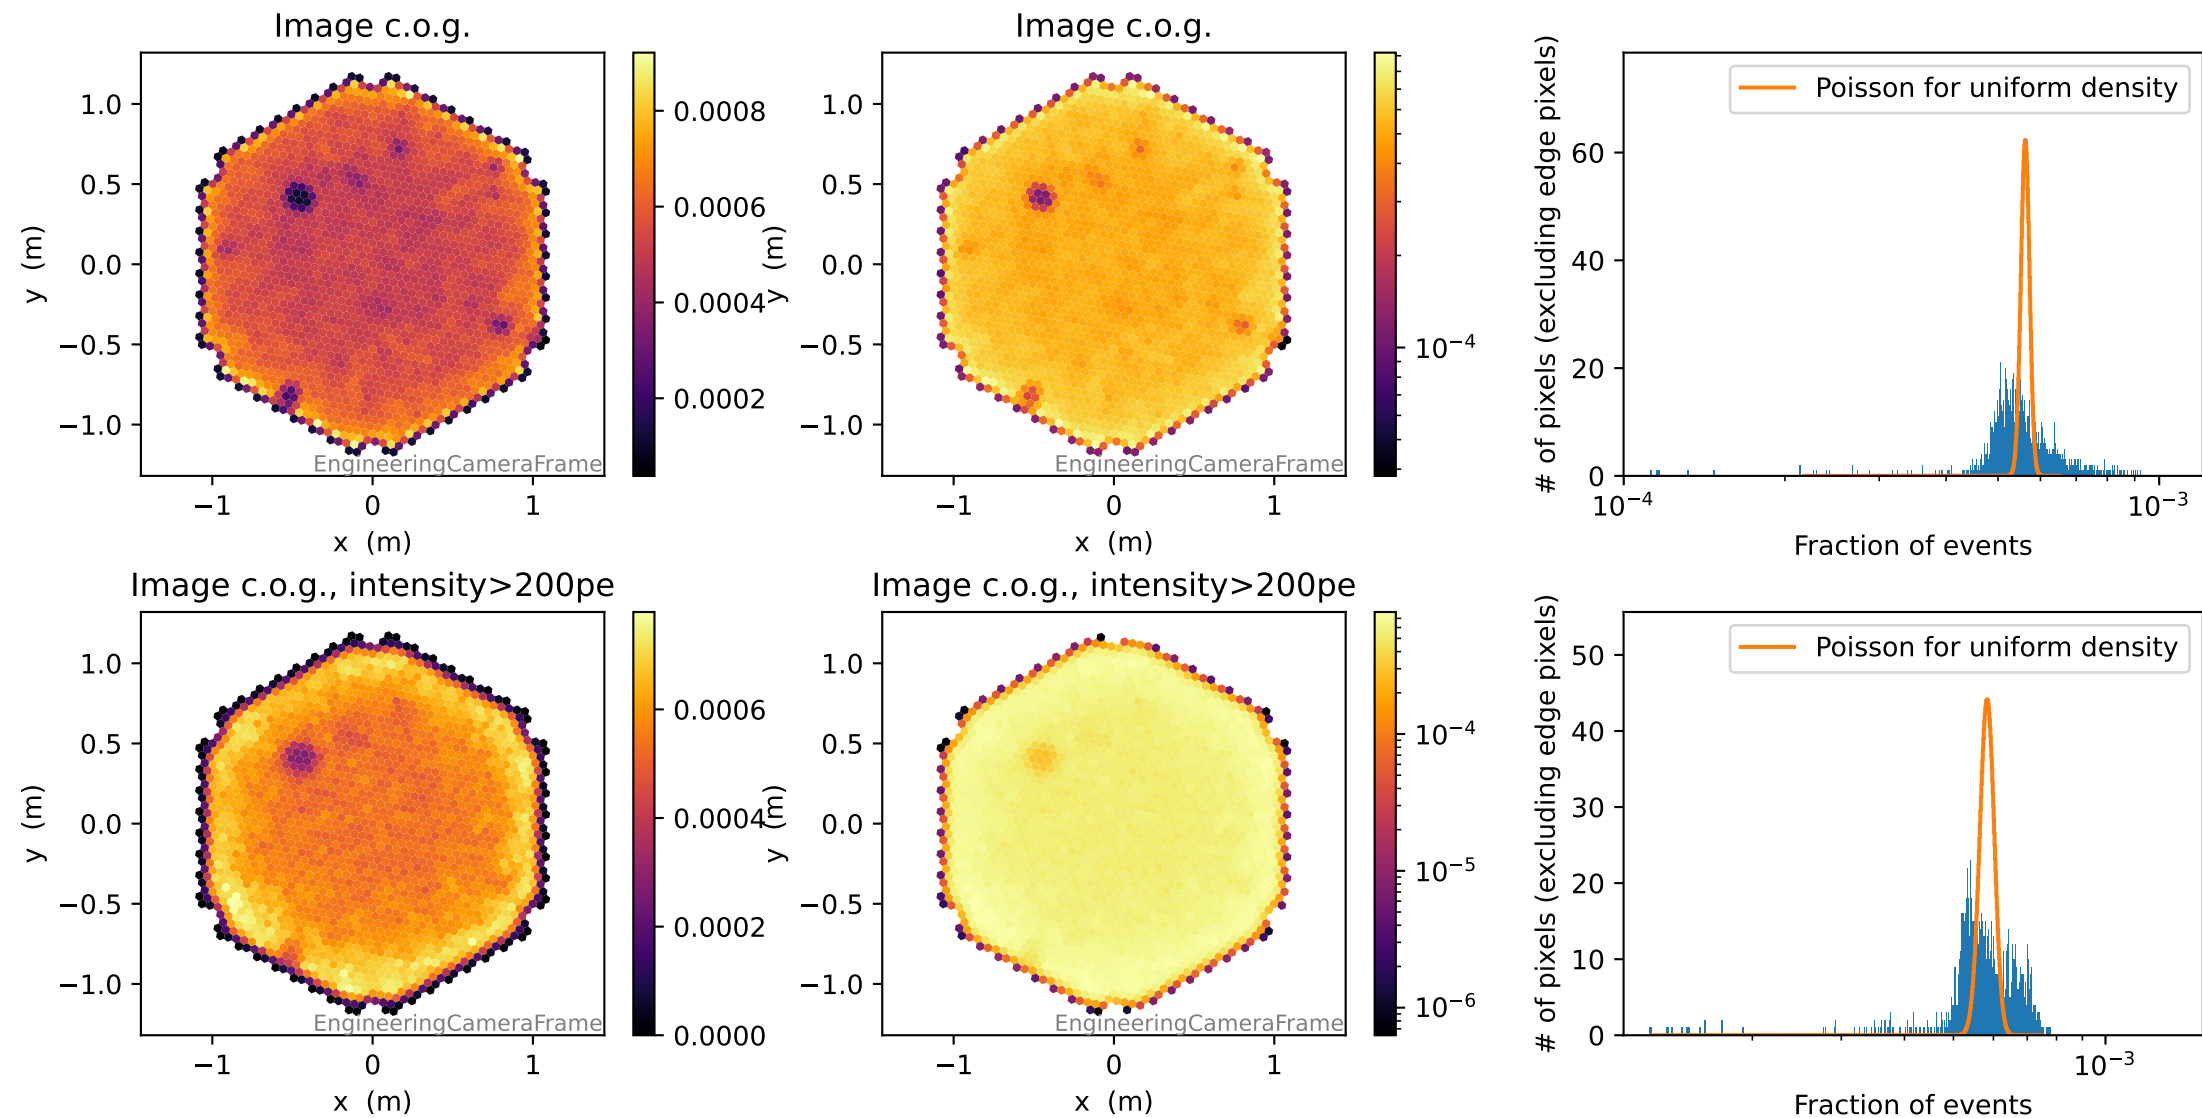 Image c.o.g.
1.0
0.5
0.0
−0.5
−1.0
y (m)
−1
0
1
x (m)
EngineeringCameraFrame
0.0008
0.0006
0.0004
0.0002
Image c.o.g.
1.0
0.5
0.0
−0.5
−1.0
y (m)
−1
0
1
x (m)
EngineeringCameraFrame
10⁻⁴
Poisson for uniform density
60
40
20
0
# of pixels (excluding edge pixels)
10⁻⁴
10⁻³
Fraction of events
Image c.o.g., intensity>200pe
1.0
0.5
0.0
−0.5
−1.0
y (m)
−1
0
1
x (m)
EngineeringCameraFrame
0.0006
0.0004
0.0002
0.0000
Image c.o.g., intensity>200pe
1.0
0.5
0.0
−0.5
−1.0
y (m)
−1
0
1
x (m)
EngineeringCameraFrame
10⁻⁴
10⁻⁵
10⁻⁶
Poisson for uniform density
50
40
30
20
10
0
# of pixels (excluding edge pixels)
10⁻³
Fraction of events